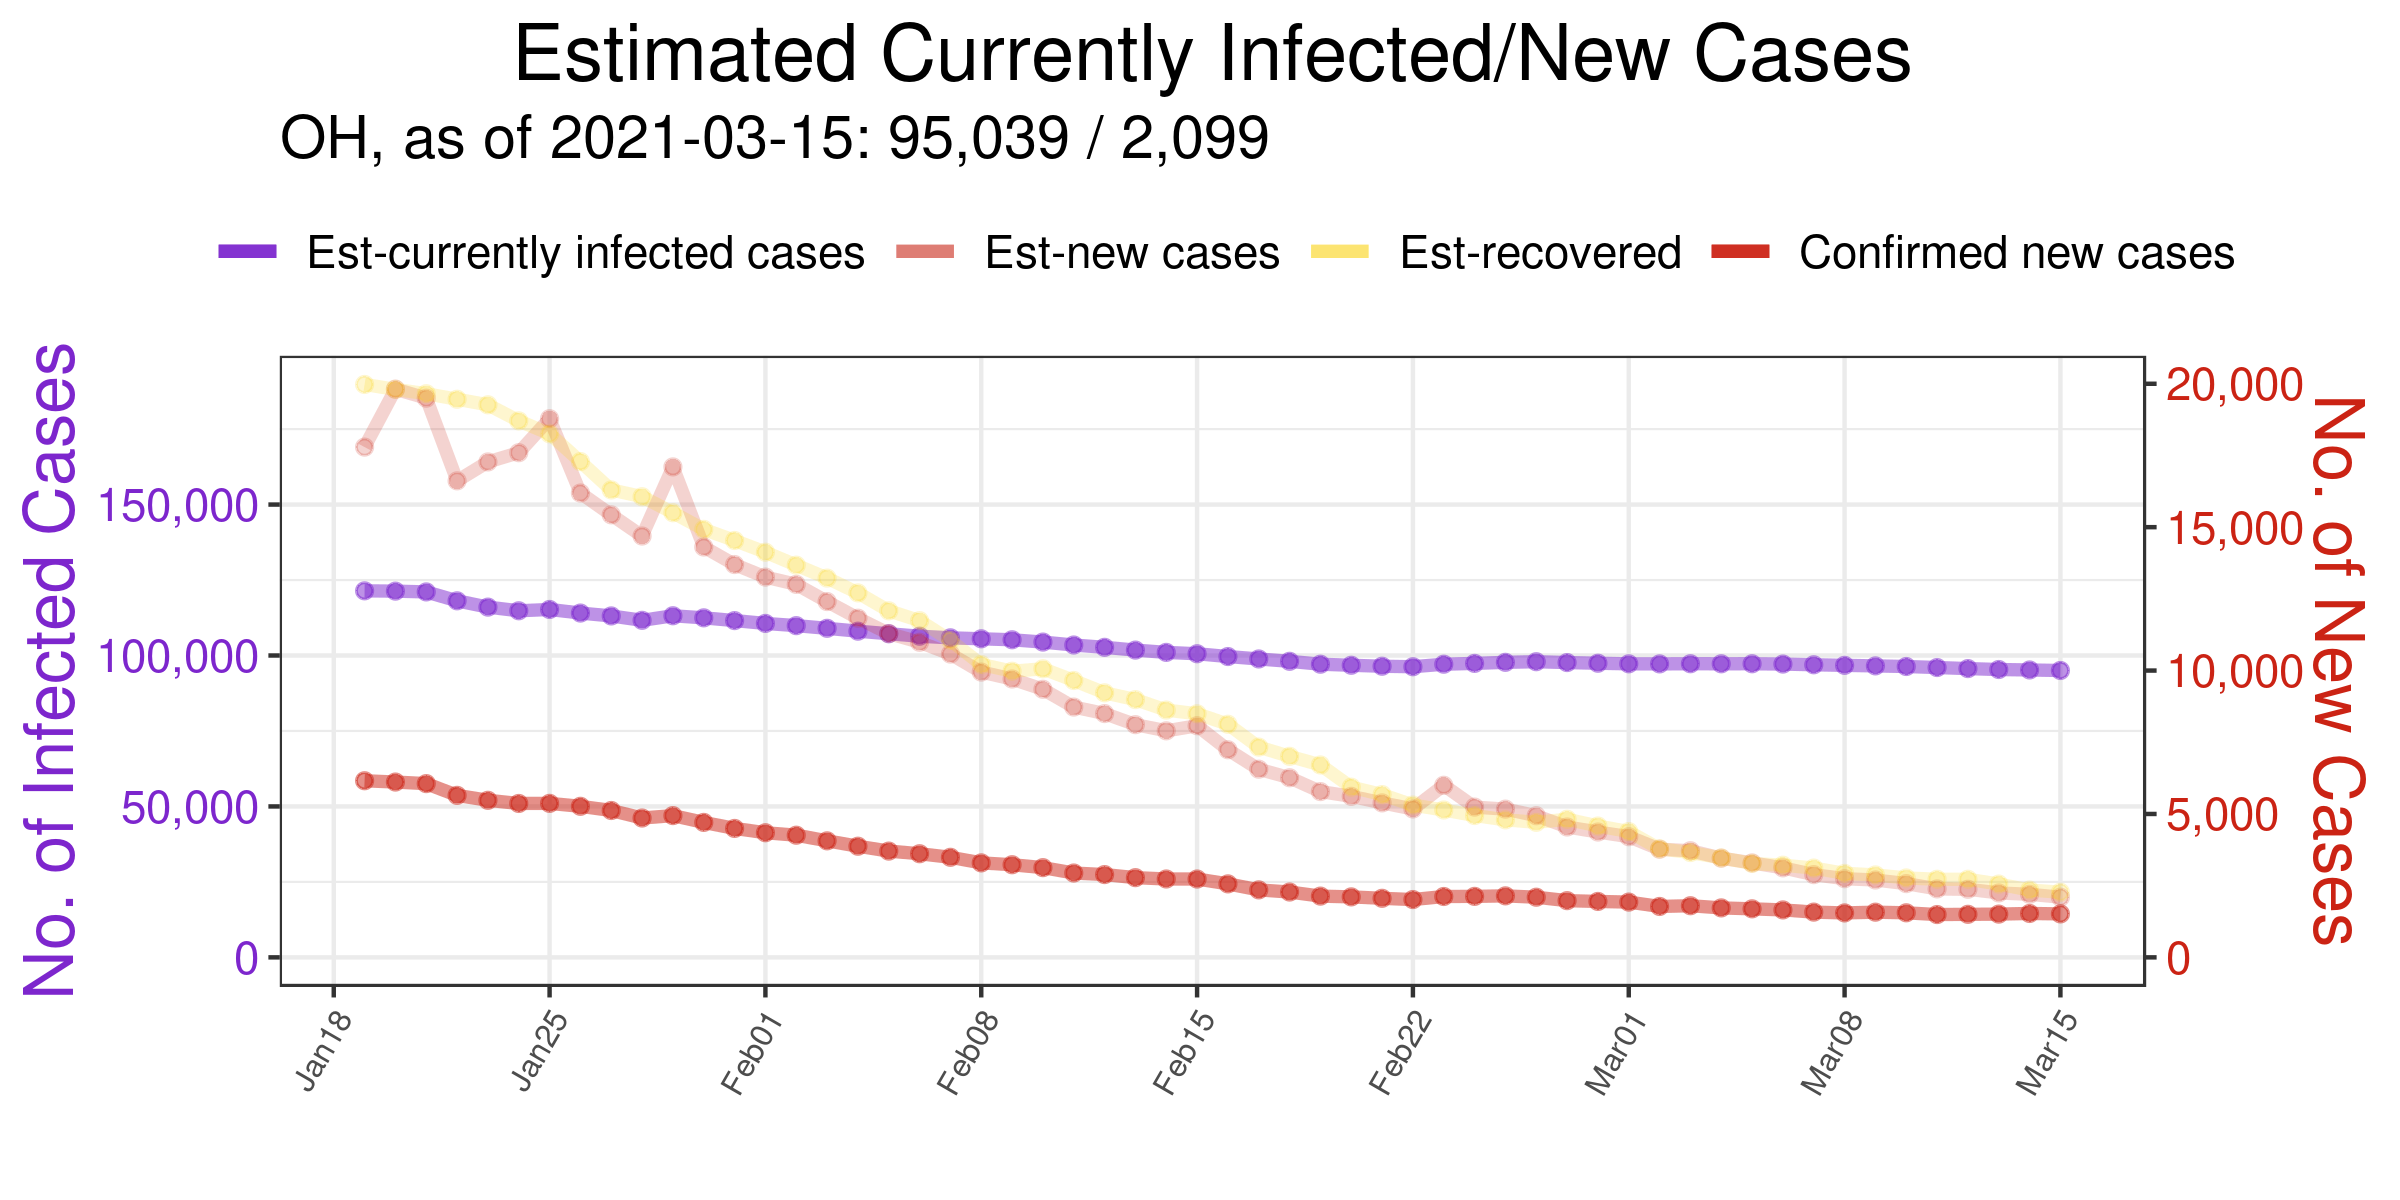 Estimated Currently Infected/New Cases
OH, as of 2021-03-15: 95,039 / 2,099
Est-currently infected cases Est-new cases Est-recovered Confirmed new cases
No. of Infected Cases
150,000
100,000
50,000
0
20,000
15,000
10,000
5,000
0
No. of New Cases
Jan18 Jan25 Feb01 Feb08 Feb15 Feb22 Mar01 Mar08 Mar15